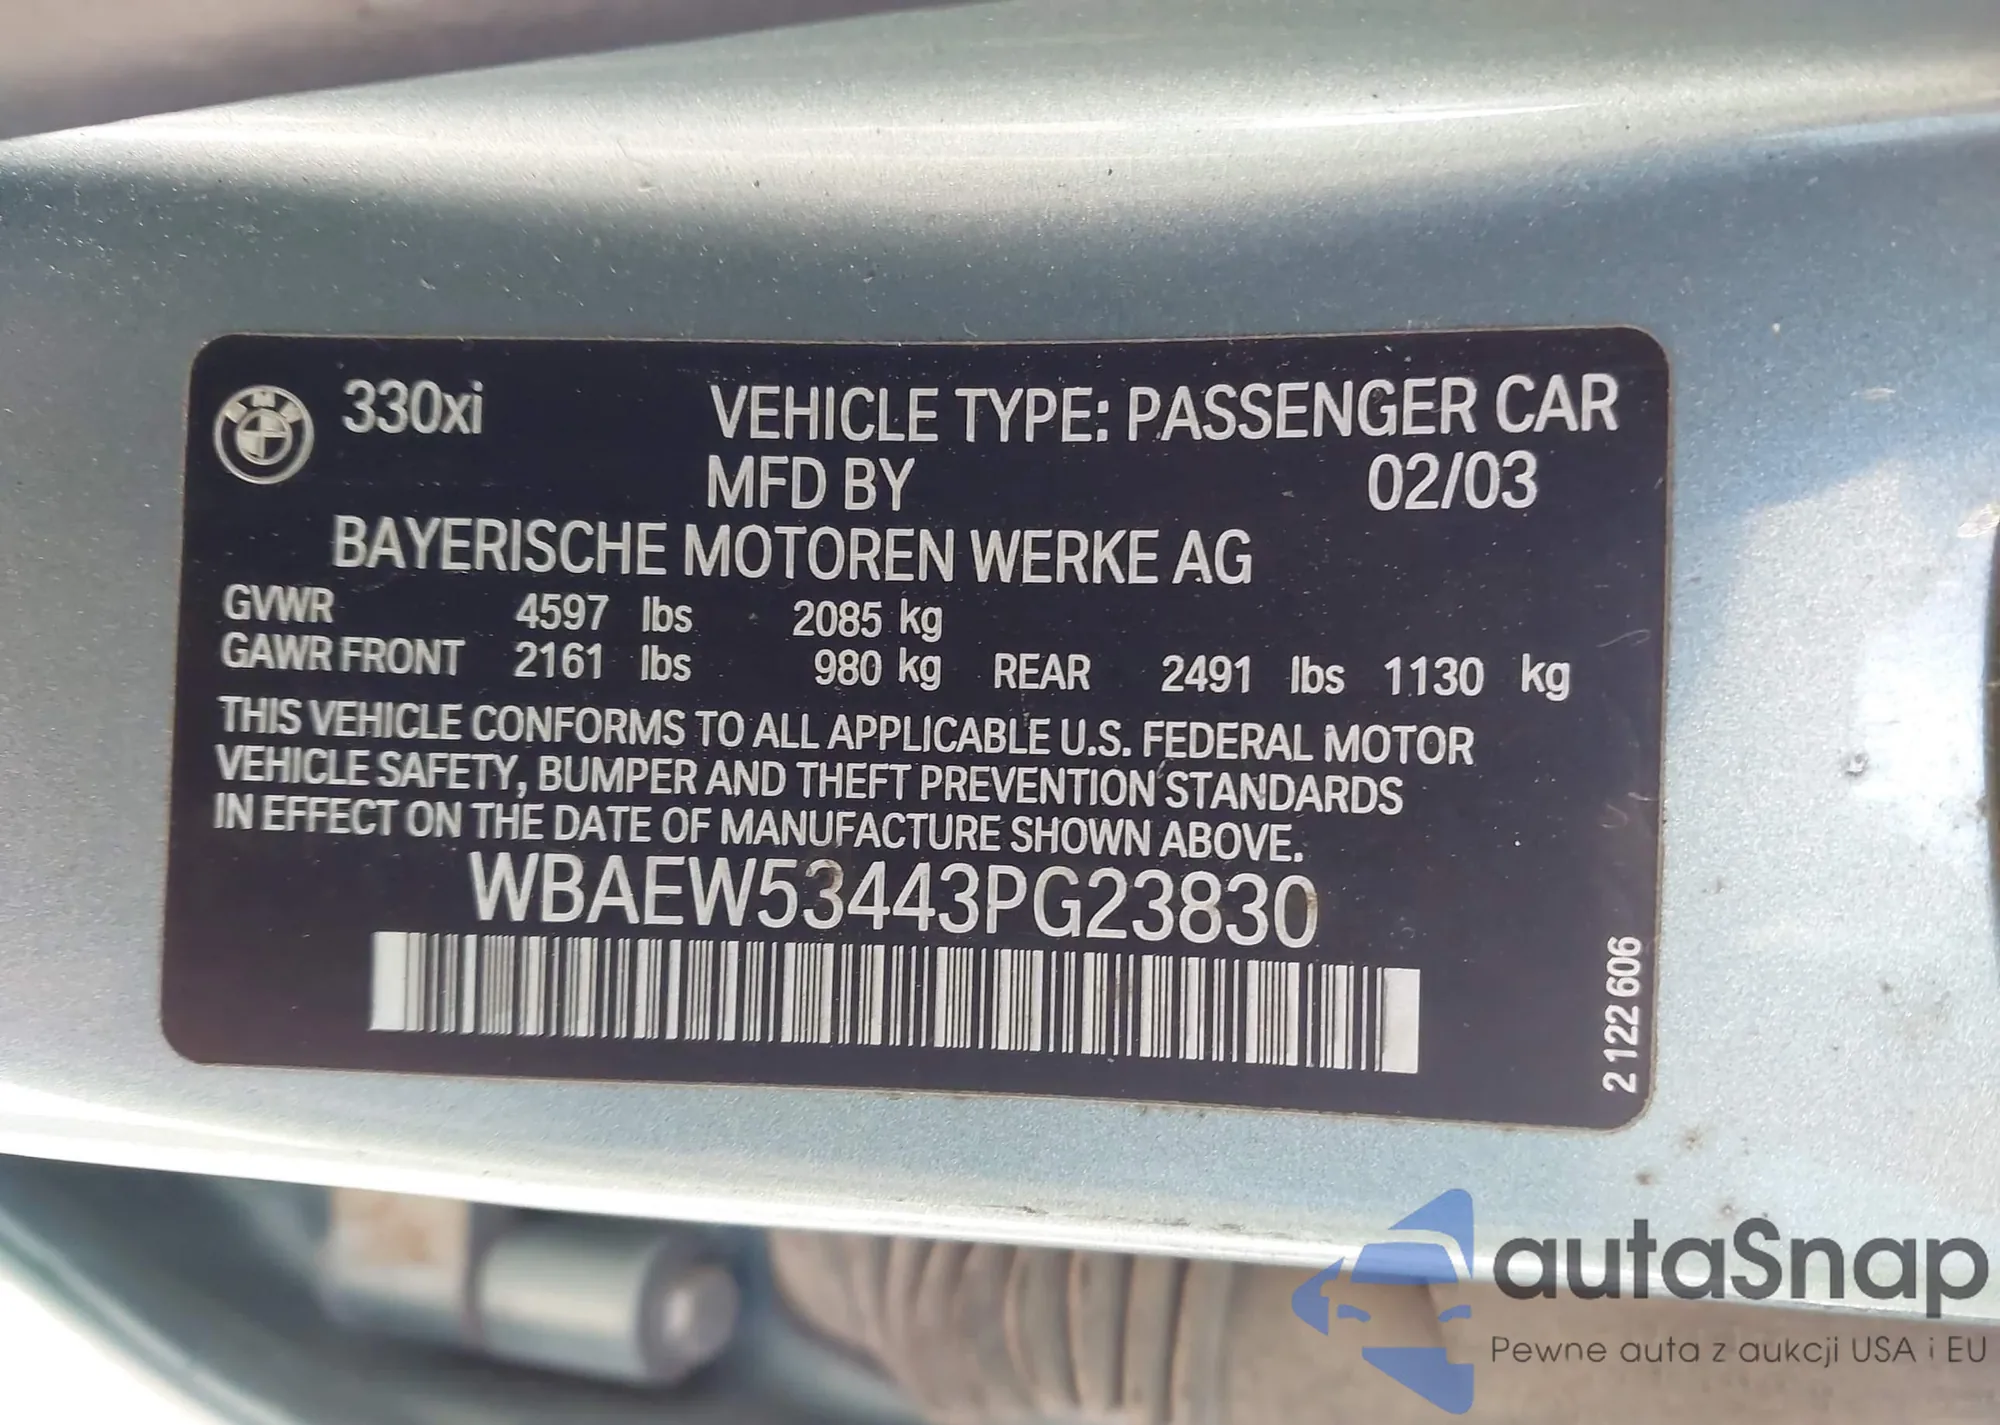 BMW
330xi VEHICLE TYPE: PASSENGER CAR
MFD BY 02/03
BAYERISCHE MOTOREN WERKE AG
GVWR 4597 lbs 2085 kg
GAWR FRONT 2161 lbs 980 kg REAR 2491 lbs 1130 kg
THIS VEHICLE CONFORMS TO ALL APPLICABLE U.S. FEDERAL MOTOR
VEHICLE SAFETY, BUMPER AND THEFT PREVENTION STANDARDS
IN EFFECT ON THE DATE OF MANUFACTURE SHOWN ABOVE.
WBAEW53443PG23830
2 122 606
autaSnap
Pewne auta z aukcji USA i EU